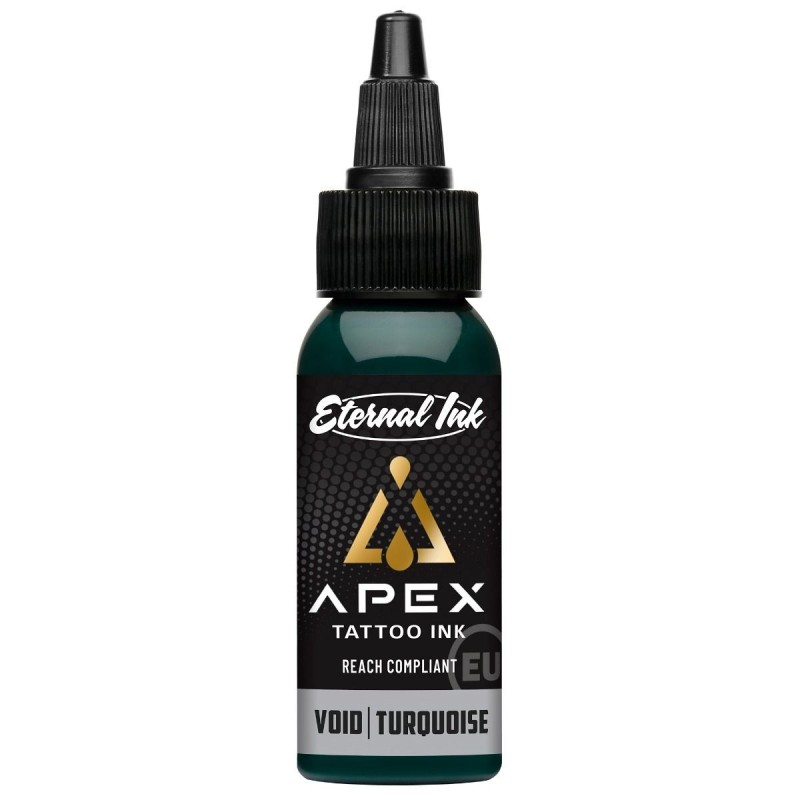 Eternal Ink
APEX
TATTOO INK
REACH COMPLIANT
EU
VOID | TURQUOISE